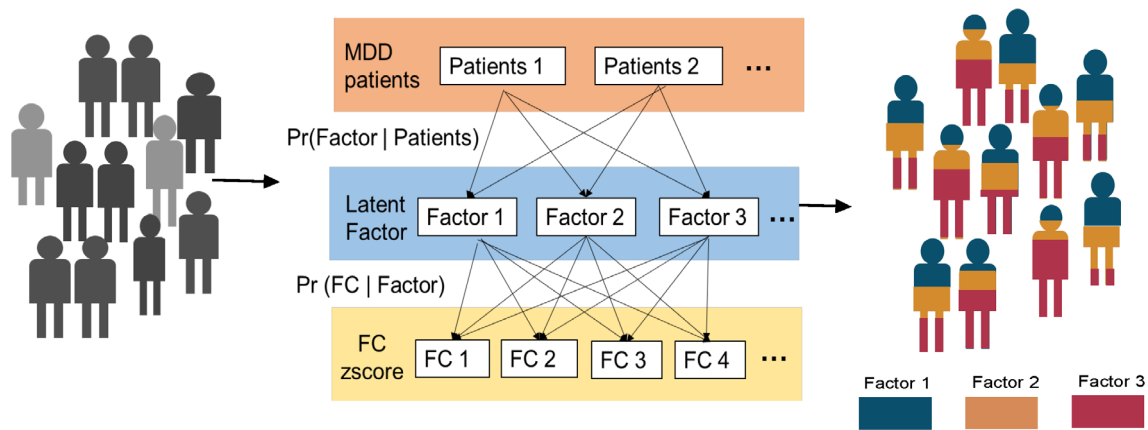 MDD
patients
Patients 1
Patients 2
...
Pr(Factor | Patients)
Latent
Factor
Factor 1
Factor 2
Factor 3
...
Pr (FC | Factor)
FC
zscore
FC 1
FC 2
FC 3
FC 4
...
Factor 1
Factor 2
Factor 3